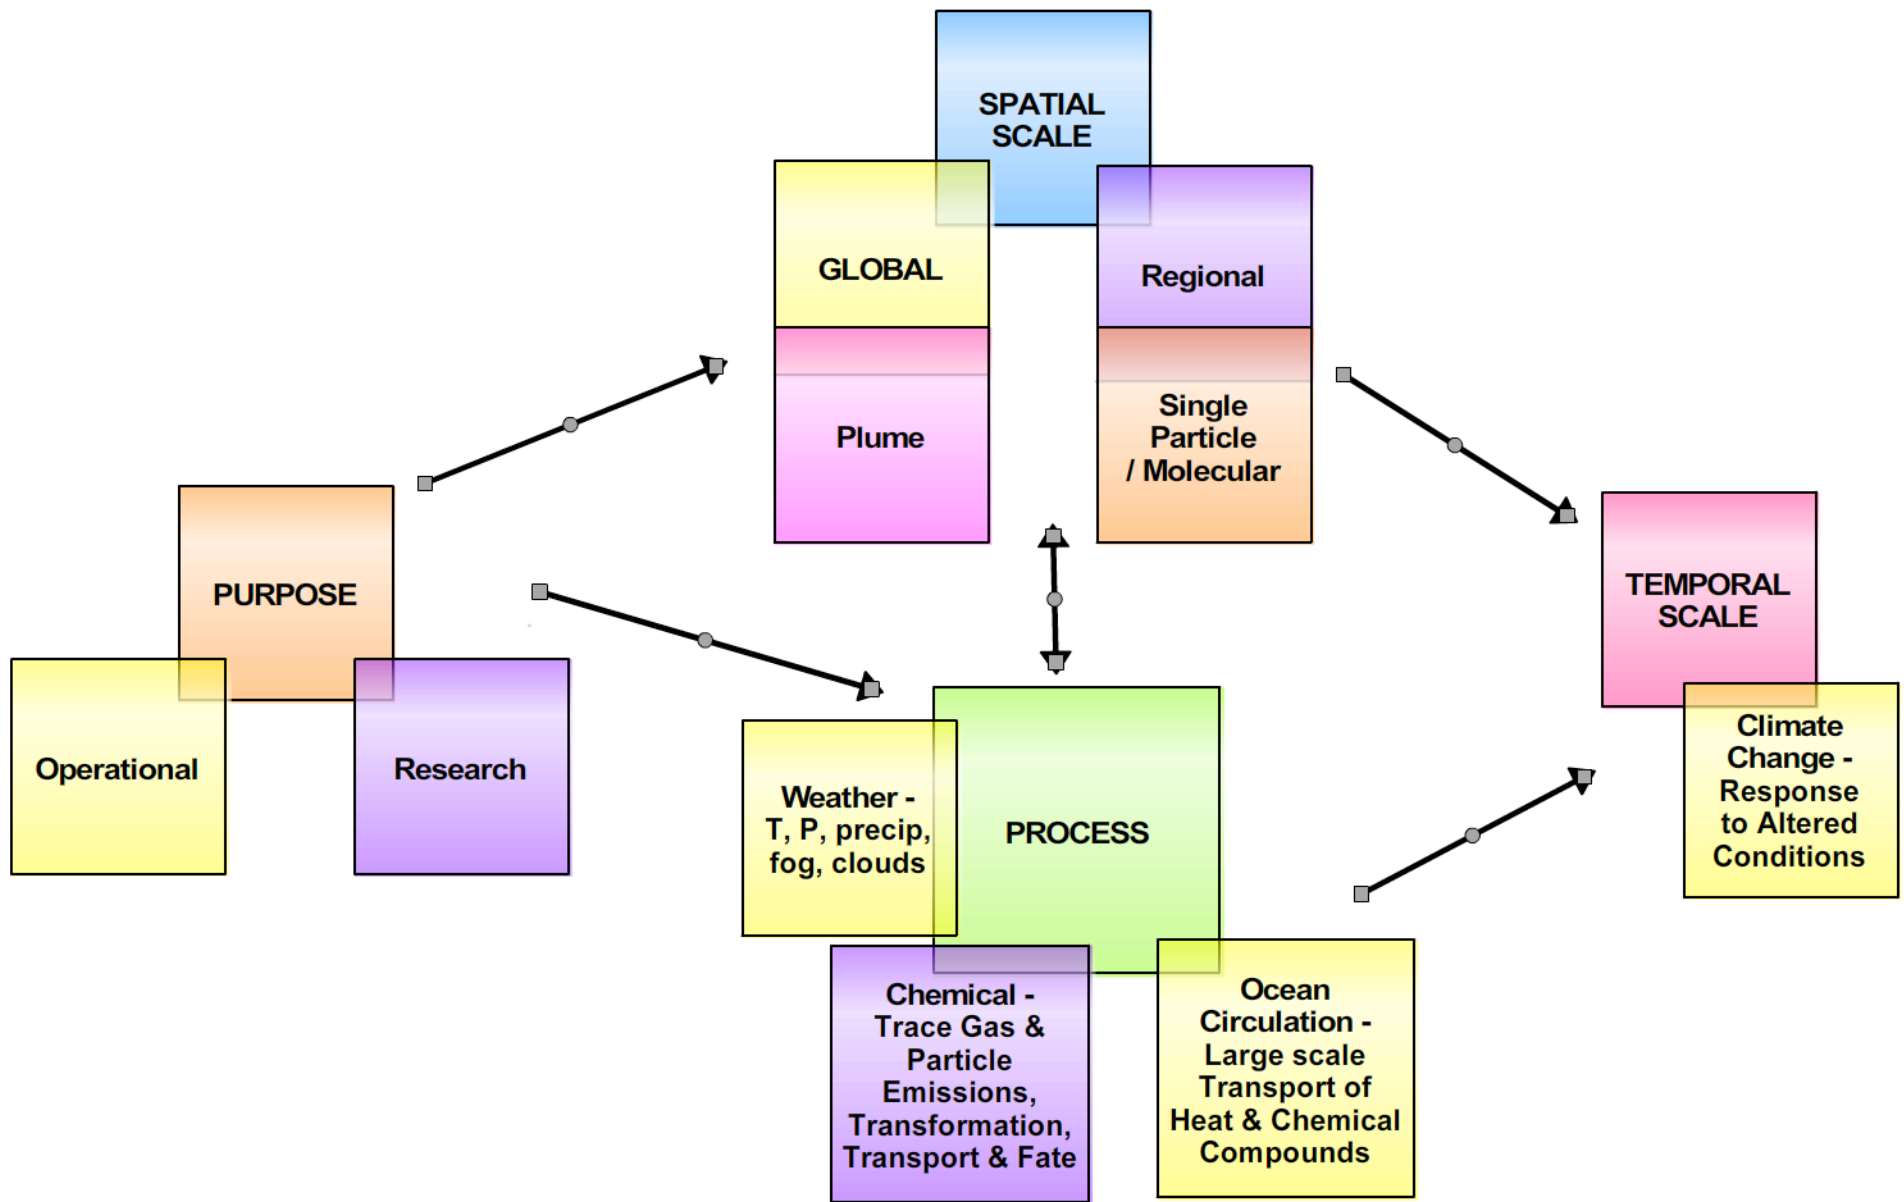 SPATIAL
SCALE
GLOBAL
Regional
Plume
Single
Particle
/ Molecular
PURPOSE
Operational
Research
TEMPORAL
SCALE
Climate
Change -
Response
to Altered
Conditions
Weather -
T, P, precip,
fog, clouds
PROCESS
Chemical -
Trace Gas &
Particle
Emissions,
Transformation,
Transport & Fate
Ocean
Circulation -
Large scale
Transport of
Heat & Chemical
Compounds